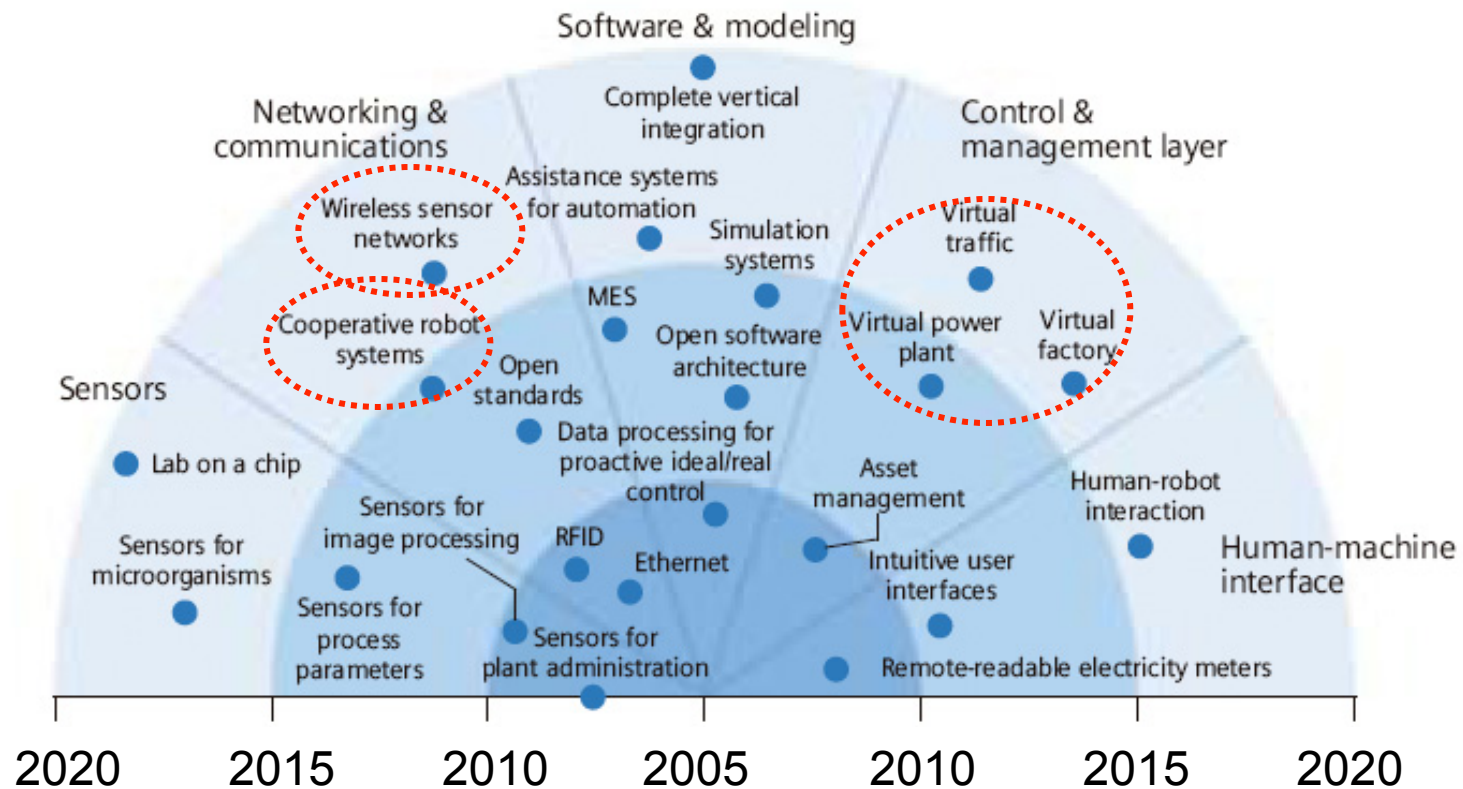 Software & modeling
Complete vertical
integration
Networking &
communications
Control &
management layer
Assistance systems
for automation
Wireless sensor
networks
Simulation
systems
Virtual
traffic
MES
Cooperative robot
systems
Open software
architecture
Virtual power
plant
Virtual
factory
Open
standards
Sensors
Data processing for
proactive ideal/real
control
Lab on a chip
Asset
management
Human-robot
interaction
Sensors for
image processing
RFID
Ethernet
Sensors for
microorganisms
Intuitive user
interfaces
Human-machine
interface
Sensors for
process
parameters
Sensors for
plant administration
Remote-readable electricity meters
2020
2015
2010
2005
2010
2015
2020